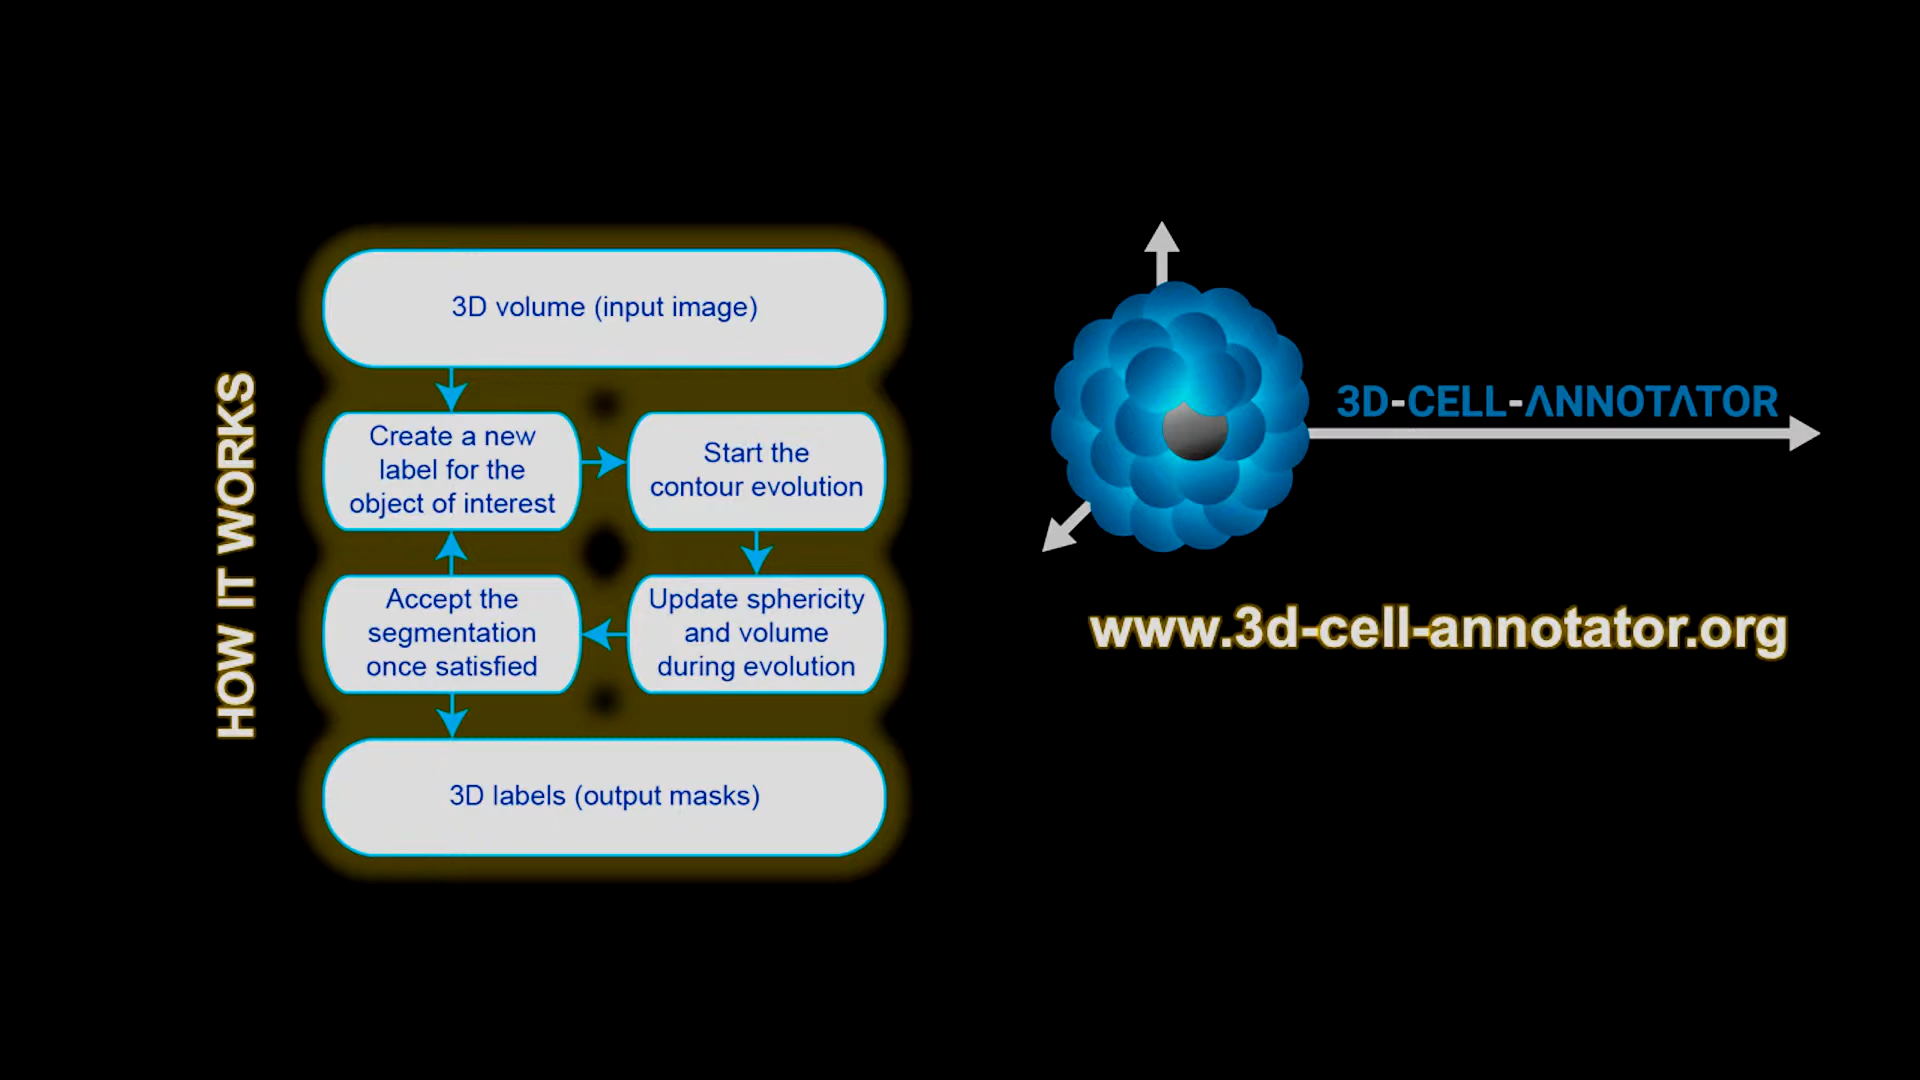 HOW IT WORKS
3D volume (input image)
Create a new
label for the
object of interest
Start the
contour evolution
Accept the
segmentation
once satisfied
Update sphericity
and volume
during evolution
3D labels (output masks)
3D-CELL-ANNOTATOR
www.3d-cell-annotator.org